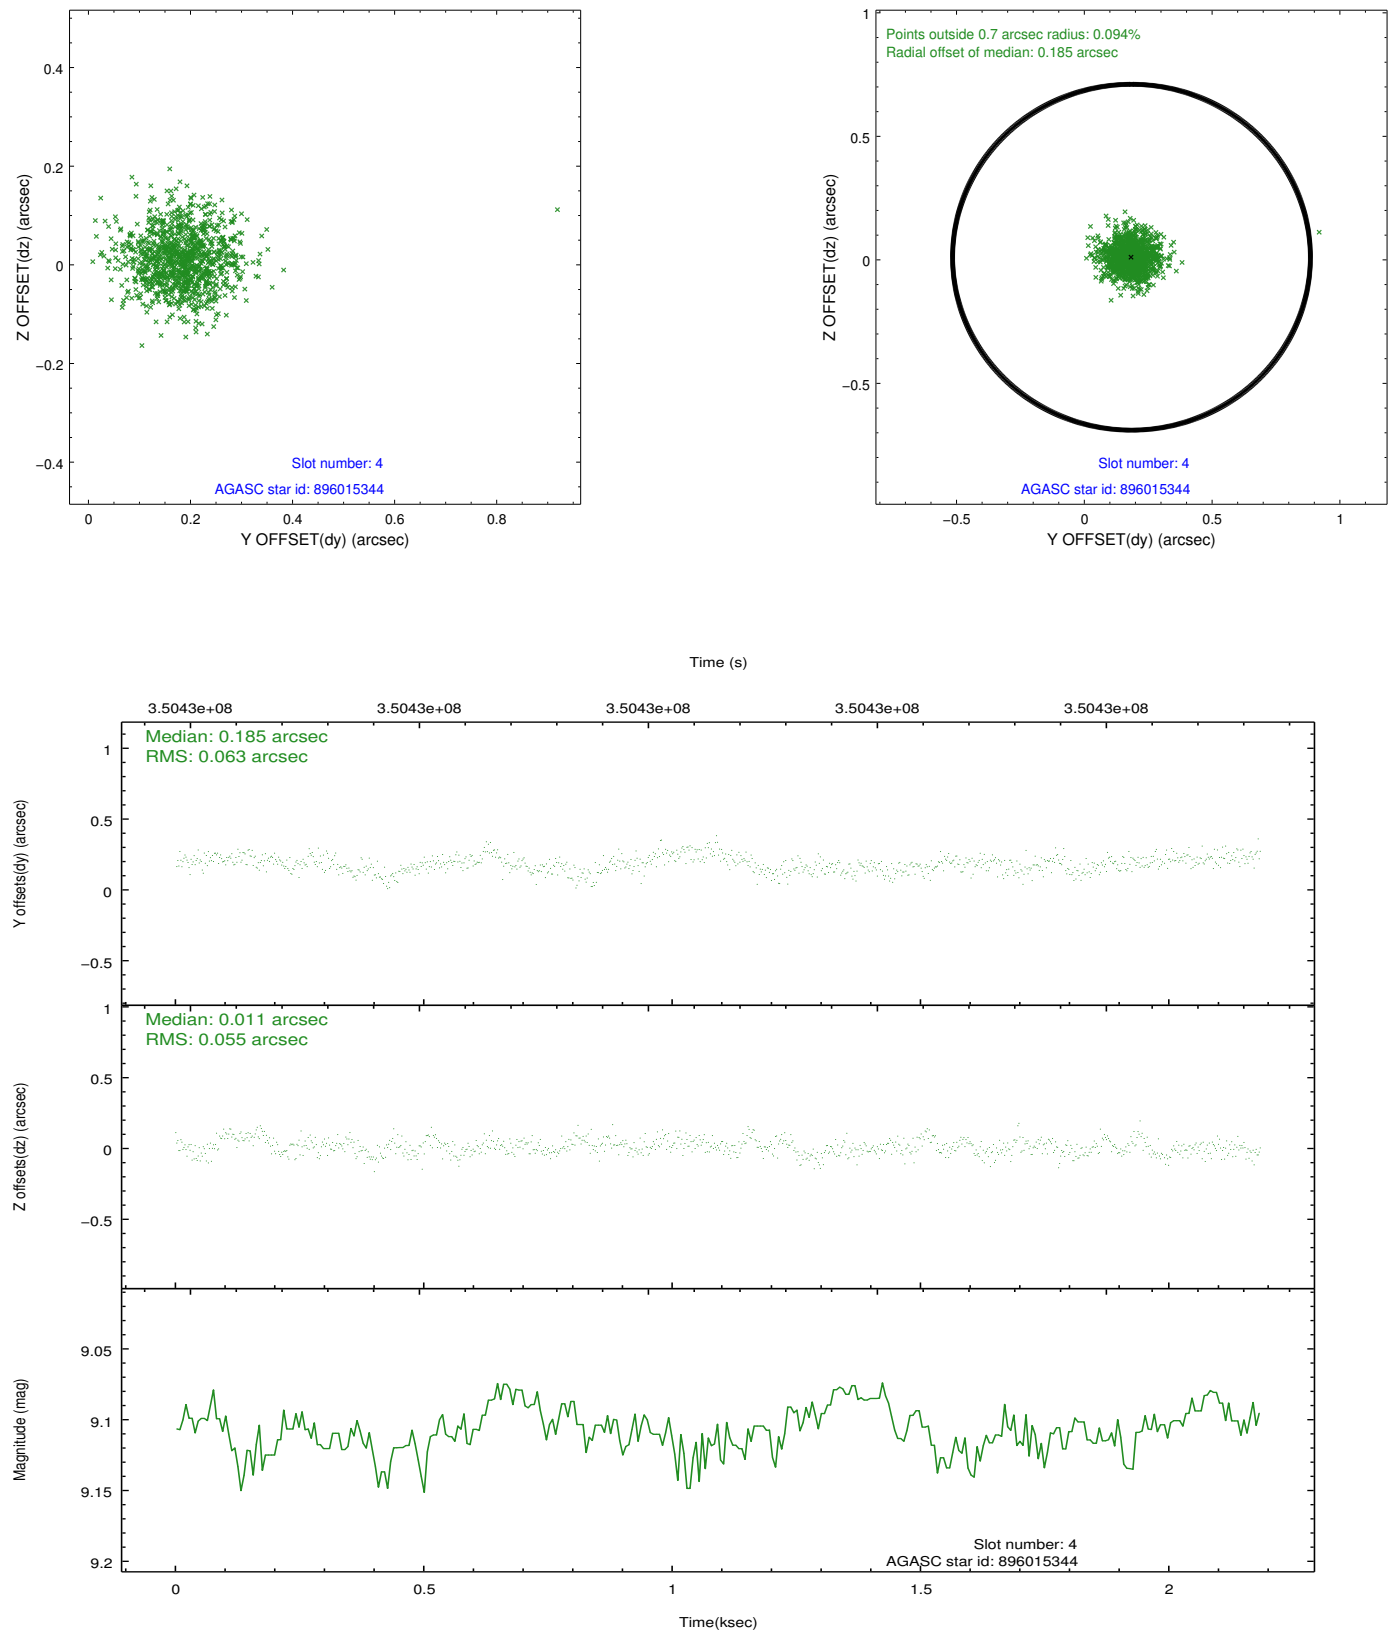 0.4
0.2
0
−0.2
−0.4
Z OFFSET(dz) (arcsec)
0
0.2
0.4
0.6
0.8
Y OFFSET(dy) (arcsec)
Slot number: 4
AGASC star id: 896015344
Points outside 0.7 arcsec radius: 0.094%
Radial offset of median: 0.185 arcsec
1
0.5
0
−0.5
Z OFFSET(dz) (arcsec)
Slot number: 4
AGASC star id: 896015344
−0.5
0
0.5
1
Y OFFSET(dy) (arcsec)
Time (s)
3.5043e+08
3.5043e+08
3.5043e+08
3.5043e+08
3.5043e+08
Median: 0.185 arcsec
RMS: 0.063 arcsec
1
0.5
0
−0.5
Y offsets(dy) (arcsec)
Median: 0.011 arcsec
RMS: 0.055 arcsec
1
0.5
0
−0.5
Z offsets(dz) (arcsec)
9.05
9.1
9.15
9.2
Magnitude (mag)
Slot number: 4
AGASC star id: 896015344
0
0.5
1
1.5
2
Time(ksec)